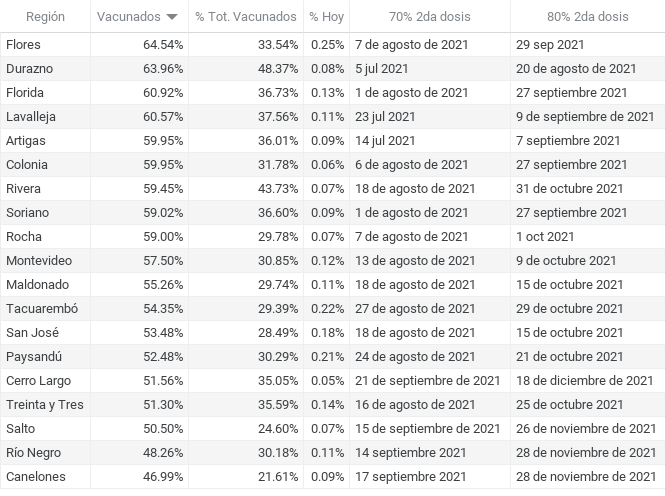 Región Vacunados % Tot. Vacunados % Hoy 70% 2da dosis 80% 2da dosis
Flores 64.54% 33.54% 0.25% 7 de agosto de 2021 29 sep 2021
Durazno 63.96% 48.37% 0.08% 5 jul 2021 20 de agosto de 2021
Florida 60.92% 36.73% 0.13% 1 de agosto de 2021 27 septiembre 2021
Lavalleja 60.57% 37.56% 0.11% 23 jul 2021 9 de septiembre de 2021
Artigas 59.95% 36.01% 0.09% 14 jul 2021 7 septiembre 2021
Colonia 59.95% 31.78% 0.06% 6 de agosto de 2021 27 septiembre 2021
Rivera 59.45% 43.73% 0.07% 18 de agosto de 2021 31 de octubre 2021
Soriano 59.02% 36.60% 0.09% 1 de agosto de 2021 27 septiembre 2021
Rocha 59.00% 29.78% 0.07% 7 de agosto de 2021 1 oct 2021
Montevideo 57.50% 30.85% 0.12% 13 de agosto de 2021 9 de octubre 2021
Maldonado 55.26% 29.74% 0.11% 18 de agosto de 2021 15 de octubre 2021
Tacuarembó 54.35% 29.39% 0.22% 27 de agosto de 2021 29 de octubre 2021
San José 53.48% 28.49% 0.18% 18 de agosto de 2021 15 de octubre 2021
Paysandú 52.48% 30.29% 0.21% 24 de agosto de 2021 21 de octubre 2021
Cerro Largo 51.56% 35.05% 0.05% 21 de septiembre de 2021 18 de diciembre de 2021
Treinta y Tres 51.30% 35.59% 0.14% 16 de agosto de 2021 25 de octubre 2021
Salto 50.50% 24.60% 0.07% 15 de septiembre de 2021 26 de noviembre de 2021
Río Negro 48.26% 30.18% 0.11% 14 septiembre 2021 28 de noviembre de 2021
Canelones 46.99% 21.61% 0.09% 17 septiembre 2021 28 de noviembre de 2021